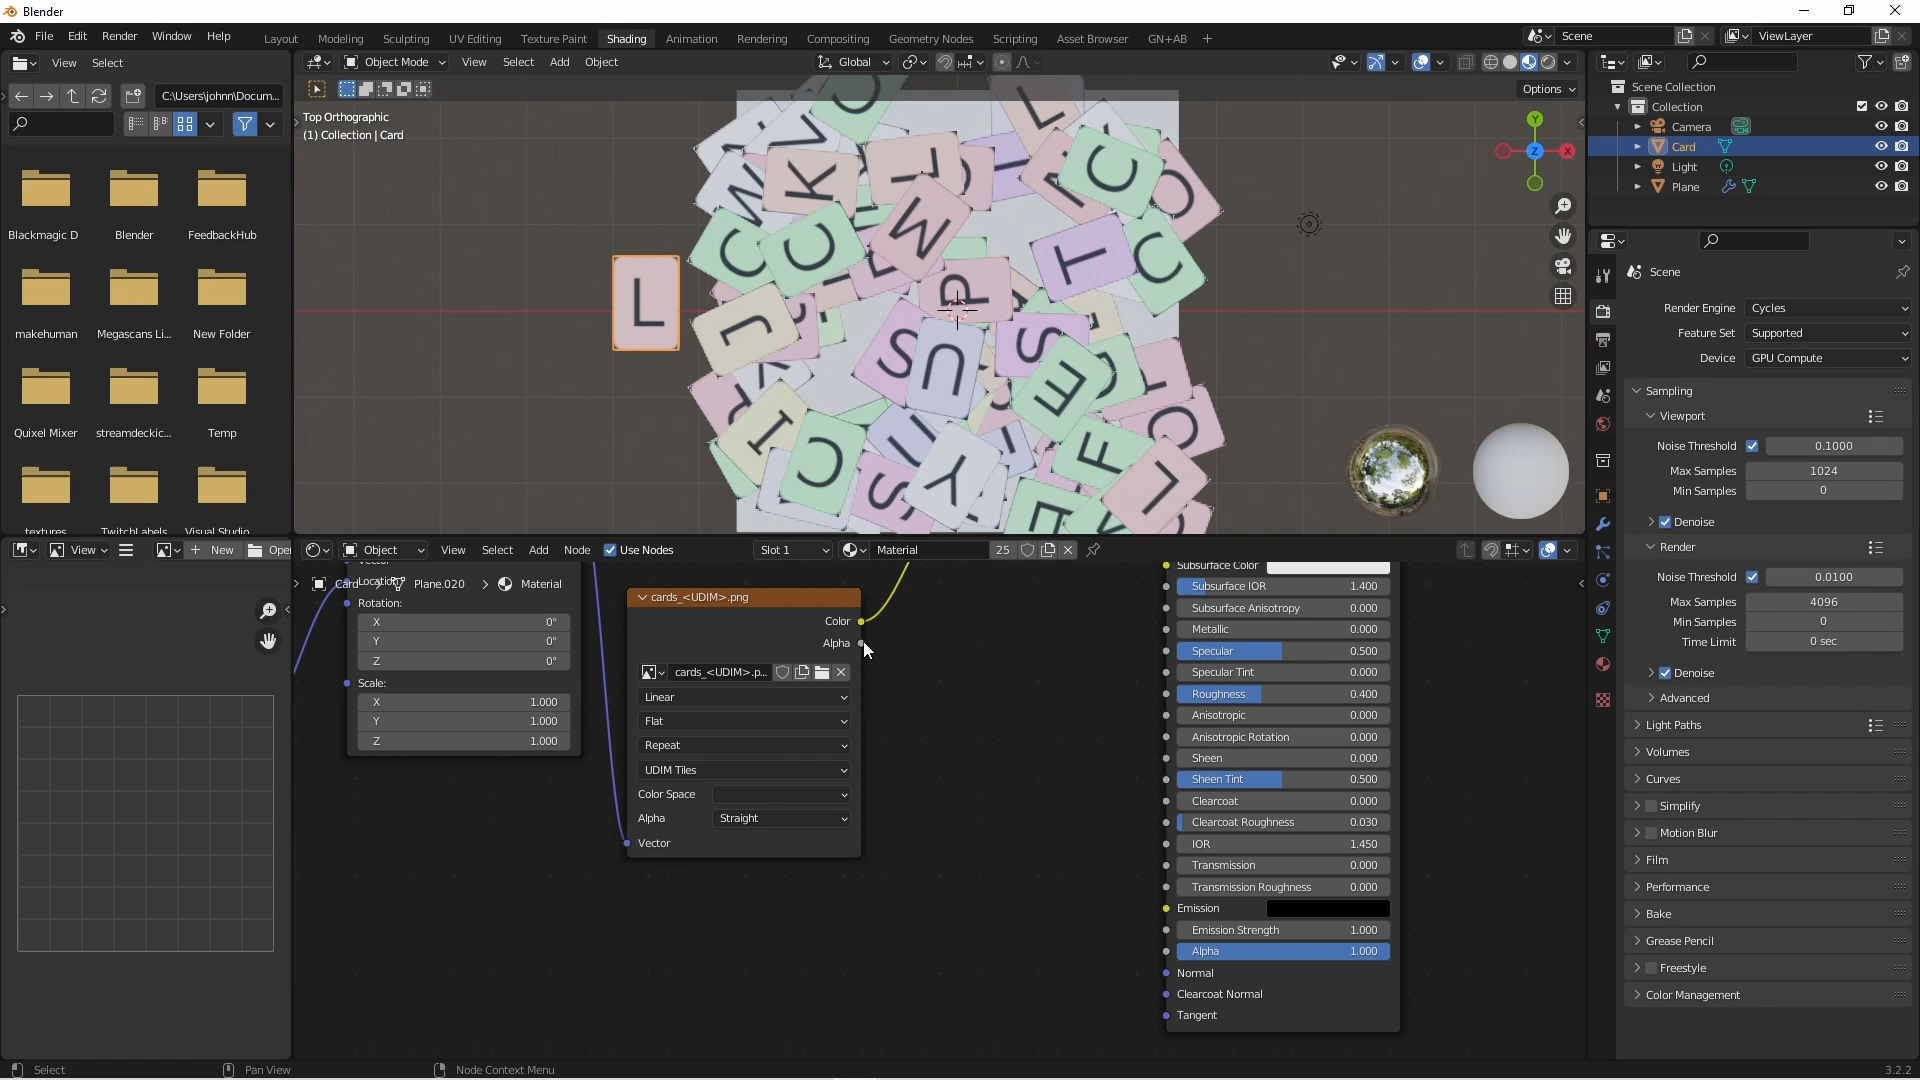 Blender
File Edit Render Window Help
Layout Modeling Sculpting UV Editing Texture Paint Shading Animation Rendering Compositing Geometry Nodes Scripting Asset Browser GN+AB +
Scene
ViewLayer
View Select
C:\Users\johnn\Docum...
Blackmagic D
Blender
FeedbackHub
makehuman
Megascans Li...
New Folder
Quixel Mixer
streamdeckic...
Temp
textures
TwitchLabels
Visual Studio
Object Mode View Select Add Object
Global
Options
Top Orthographic
(1) Collection | Card
Y
Z
X
L
C
L
K
L
C
W
C
C
W
O
T
C
P
J
S
U
S
E
I
C
Y
S
F
L
Scene Collection
Collection
Camera
Card
Light
Plane
Scene
Render Engine Cycles
Feature Set Supported
Device GPU Compute
Sampling
Viewport
Noise Threshold 0.1000
Max Samples 1024
Min Samples 0
Denoise
Render
Noise Threshold 0.0100
Max Samples 4096
Min Samples 0
Time Limit 0 sec
Denoise
Advanced
Light Paths
Volumes
Curves
Simplify
Motion Blur
Film
Performance
Bake
Grease Pencil
Freestyle
Color Management
View
New
Open
Object View Select Add Node Use Nodes
Slot 1
Material 25
Card Plane.020 Material
Location:
Rotation:
X 0°
Y 0°
Z 0°
Scale:
X 1.000
Y 1.000
Z 1.000
cards_<UDIM>.png
Color
Alpha
cards_<UDIM>.p...
Linear
Flat
Repeat
UDIM Tiles
Color Space
Alpha Straight
Vector
Subsurface Color
Subsurface IOR 1.400
Subsurface Anisotropy 0.000
Metallic 0.000
Specular 0.500
Specular Tint 0.000
Roughness 0.400
Anisotropic 0.000
Anisotropic Rotation 0.000
Sheen 0.000
Sheen Tint 0.500
Clearcoat 0.000
Clearcoat Roughness 0.030
IOR 1.450
Transmission 0.000
Transmission Roughness 0.000
Emission
Emission Strength 1.000
Alpha 1.000
Normal
Clearcoat Normal
Tangent
Select
Pan View
Node Context Menu
3.2.2